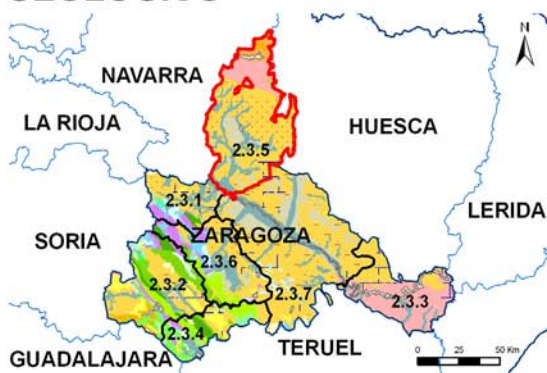 N
NAVARRA
LA RIOJA
HUESCA
2.3.5
2.3.1
LERIDA
SORIA
ZARAGOZA
2.3.6
2.3.2
2.3.7
2.3.3
2.3.4
TERUEL
GUADALAJARA
0 25 50 Km